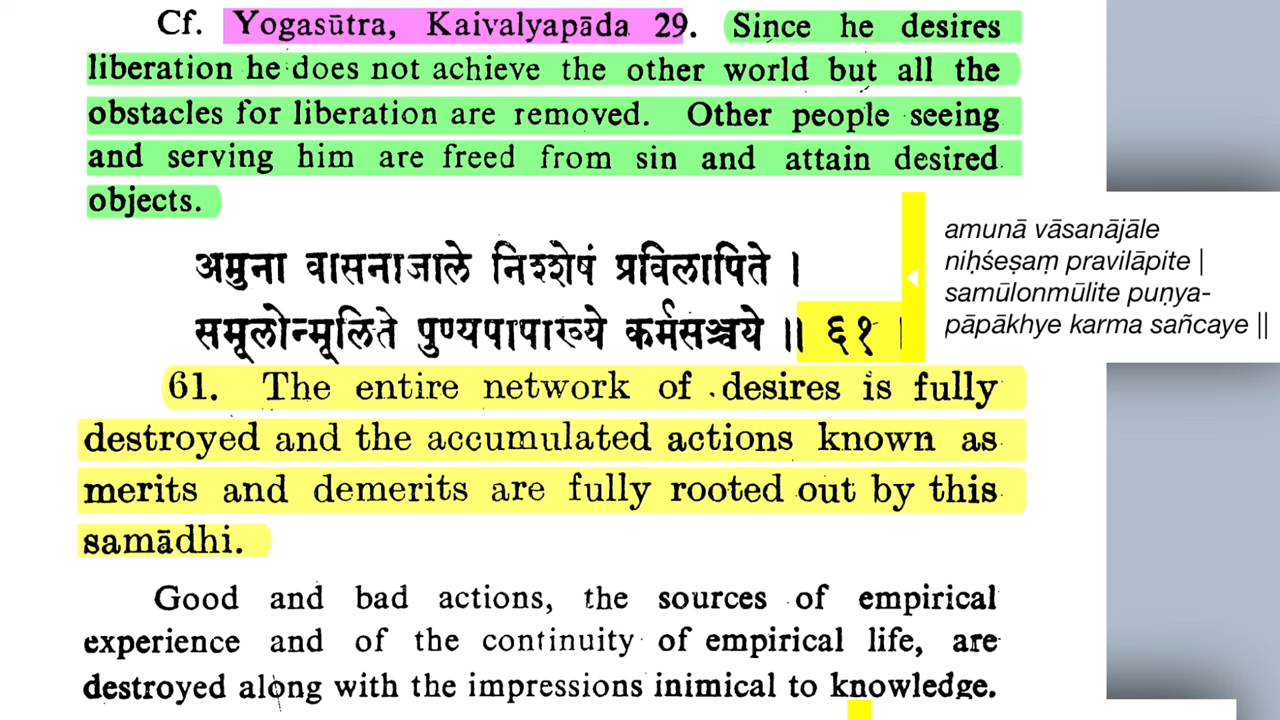 Cf. Yogasūtra, Kaivalyapāda 29. Since he desires
liberation he does not achieve the other world but all the
obstacles for liberation are removed. Other people seeing
and serving him are freed from sin and attain desired
objects.
अमुना वासनाजाले निश्शेषं प्रविलापिते ।
समूलोन्मूलिते पुण्यपापाख्ये कर्मसञ्चये ॥ ६१ ।
amunā vāsanājāle
niḥśeṣaṃ pravilāpite |
samūlonmūlite puṇya-
pāpākhye karma sañcaye ||
61. The entire network of desires is fully
destroyed and the accumulated actions known as
merits and demerits are fully rooted out by this
samādhi.
Good and bad actions, the sources of empirical
experience and of the continuity of empirical life, are
destroyed along with the impressions inimical to knowledge.